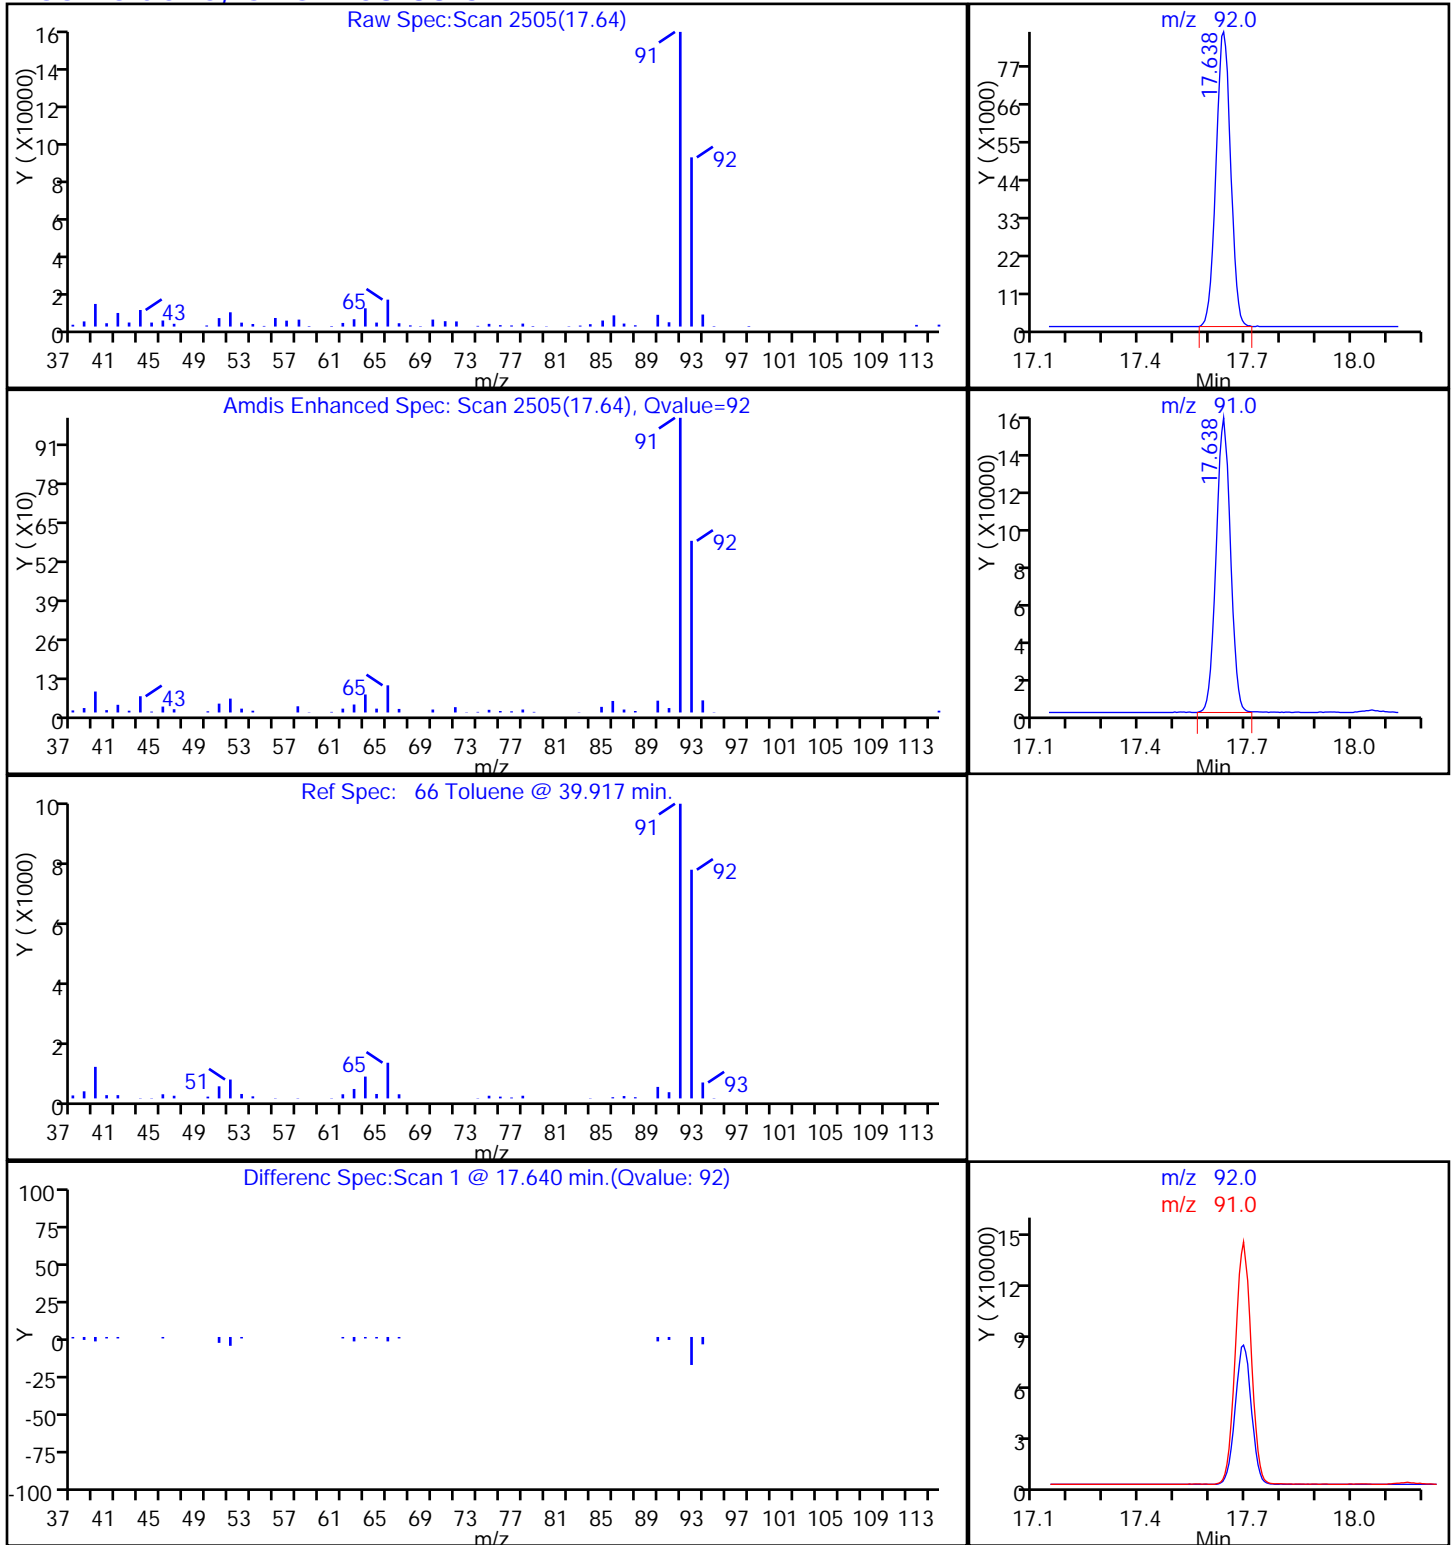 Raw Spec:Scan 2505(17.64)
16
14
12
10
8
6
4
2
0
Y ( X10000)
91
92
43
65
37 41 45 49 53 57 61 65 69 73 77 81 85 89 93 97 101 105 109 113
m/z
m/z 92.0
17.638
77
66
55
44
33
22
11
0
Y ( X1000)
17.1 17.4 17.7 18.0
Min
Amdis Enhanced Spec: Scan 2505(17.64), Qvalue=92
91
78
65
52
39
26
13
0
Y ( X10)
91
92
43
65
37 41 45 49 53 57 61 65 69 73 77 81 85 89 93 97 101 105 109 113
m/z
m/z 91.0
17.638
16
14
12
10
8
6
4
2
0
Y ( X10000)
17.1 17.4 17.7 18.0
Min
Ref Spec: 66 Toluene @ 39.917 min.
10
8
6
4
2
0
Y ( X1000)
91
92
51
65
93
37 41 45 49 53 57 61 65 69 73 77 81 85 89 93 97 101 105 109 113
m/z
Differenc Spec:Scan 1 @ 17.640 min.(Qvalue: 92)
100
75
50
25
0
-25
-50
-75
-100
Y
37 41 45 49 53 57 61 65 69 73 77 81 85 89 93 97 101 105 109 113
m/z
m/z 92.0
m/z 91.0
15
12
9
6
3
0
Y ( X10000)
17.1 17.4 17.7 18.0
Min